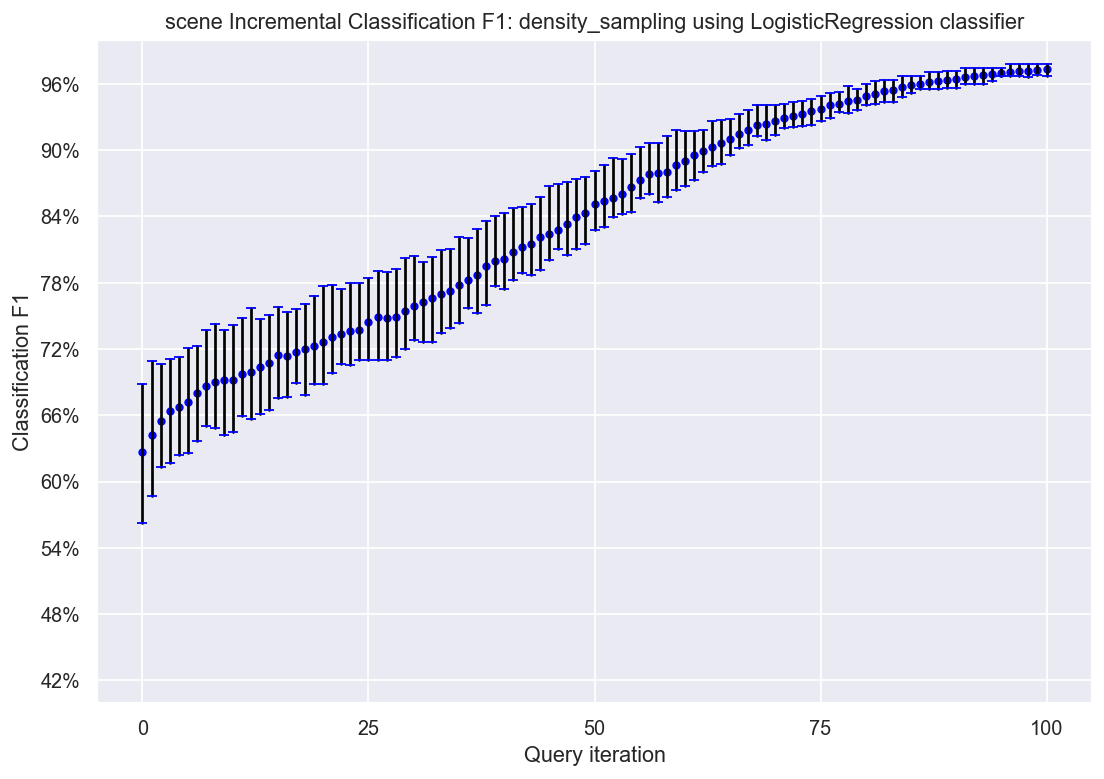 scene Incremental Classification F1: density_sampling using LogisticRegression classifier
Classification F1
96%
90%
84%
78%
72%
66%
60%
54%
48%
42%
0 25 50 75 100
Query iteration